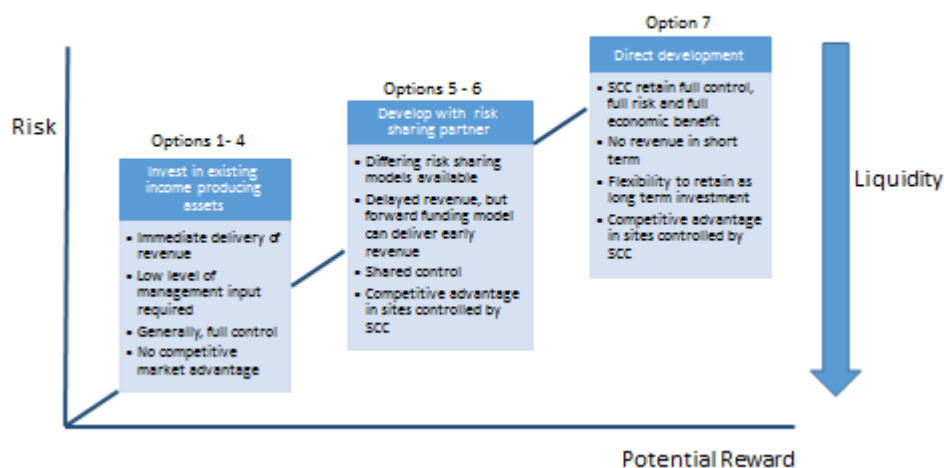 Option 7
Direct development
▪ SCC retain full control,
full risk and full
economic benefit
▪ No revenue in short
term
▪ Flexibility to retain as
long term investment
▪ Competitive advantage
in sites controlled by
SCC
Options 5 - 6
Develop with risk
sharing partner
▪ Differing risk sharing
models available
▪ Delayed revenue, but
forward funding model
can deliver early
revenue
▪ Shared control
▪ Competitive advantage
in sites controlled by
SCC
Risk
Options 1- 4
Invest in existing
income producing
assets
▪ Immediate delivery of
revenue
▪ Low level of
management input
required
▪ Generally, full control
▪ No competitive
market advantage
Liquidity
Potential Reward